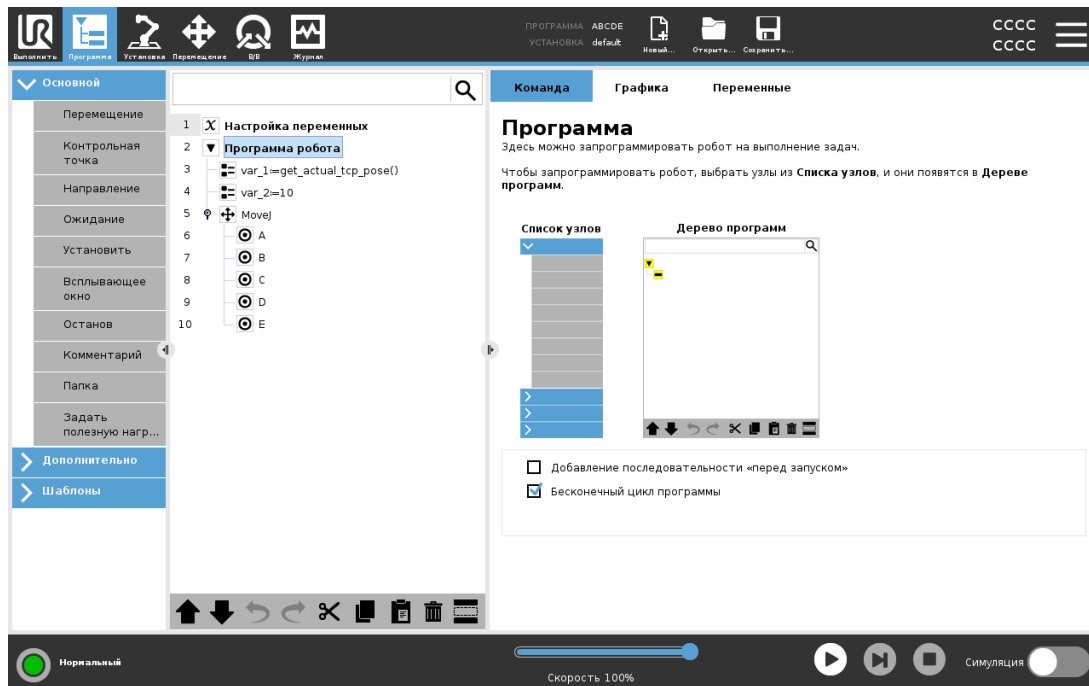 UR
Выполнить
Программа
Установка
Перемещение
В/В
Журнал
ПРОГРАММА ABCDE
УСТАНОВКА default
Новый...
Открыть...
Сохранить...
CCCC
CCCC
Основной
Перемещение
Контрольная
точка
Направление
Ожидание
Установить
Всплывающее
окно
Останов
Комментарий
Папка
Задать
полезную нагр...
Дополнительно
Шаблоны
1 X Настройка переменных
2 Программа робота
3 var_1≔get_actual_tcp_pose()
4 var_2≔10
5 MoveJ
6 A
7 B
8 C
9 D
10 E
Команда
Графика
Переменные
Программа
Здесь можно запрограммировать робот на выполнение задач.
Чтобы запрограммировать робот, выбрать узлы из Списка узлов, и они появятся в Дереве
программ.
Список узлов
Дерево программ
Добавление последовательности «перед запуском»
Бесконечный цикл программы
Нормальный
Скорость 100%
Симуляция